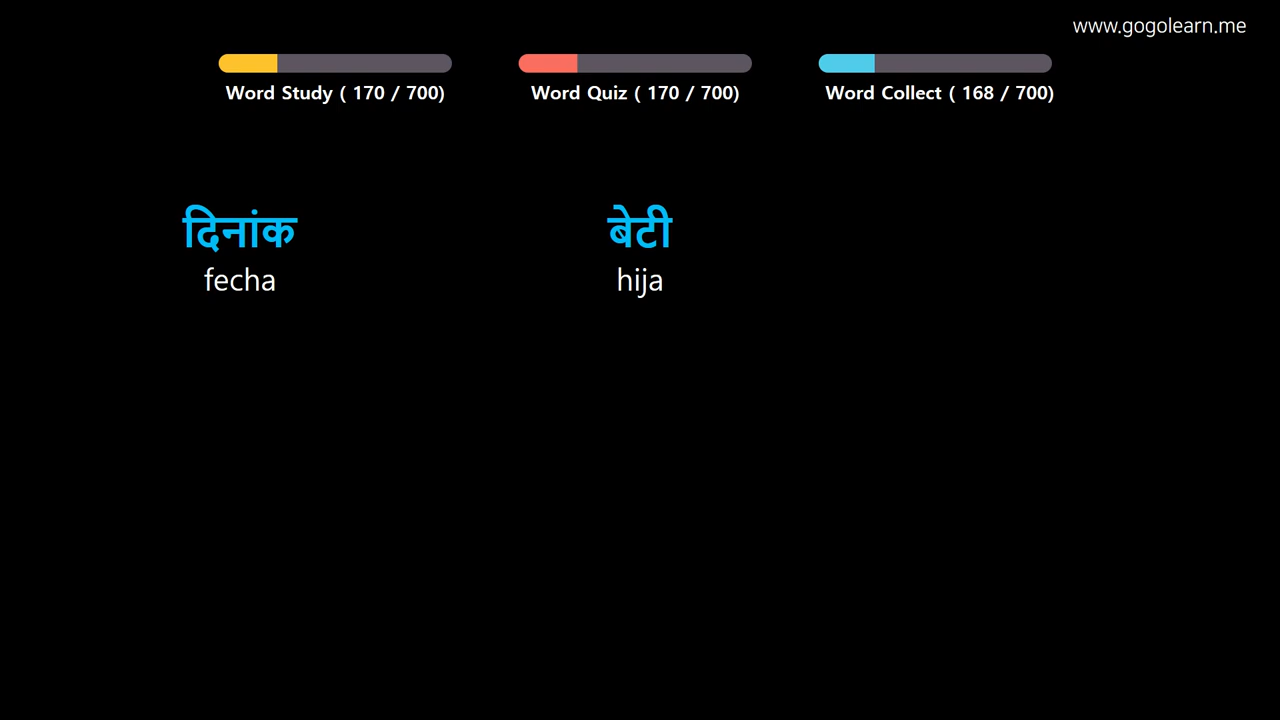 www.gogolearn.me
Word Study ( 170 / 700)
Word Quiz ( 170 / 700)
Word Collect ( 168 / 700)
दिनांक
fecha
बेटी
hija